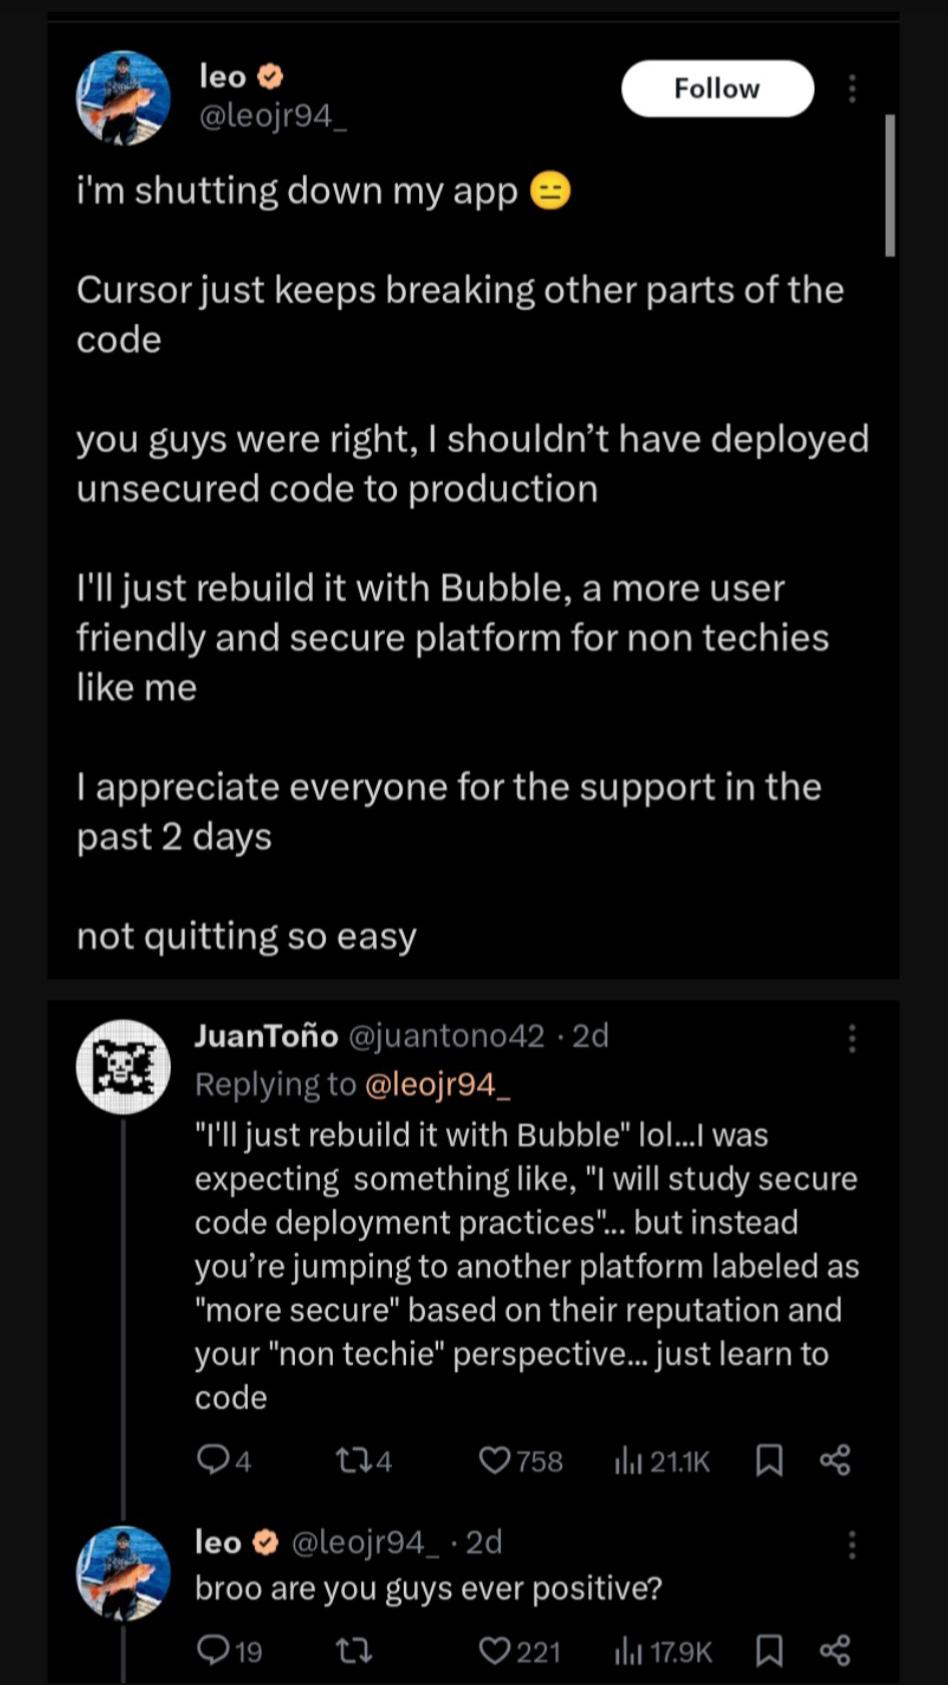 leo
@leojr94_
Follow
i'm shutting down my app 😑
Cursor just keeps breaking other parts of the
code
you guys were right, I shouldn’t have deployed
unsecured code to production
I'll just rebuild it with Bubble, a more user
friendly and secure platform for non techies
like me
I appreciate everyone for the support in the
past 2 days
not quitting so easy
JuanToño @juantono42 · 2d
Replying to @leojr94_
"I'll just rebuild it with Bubble" lol...I was
expecting something like, "I will study secure
code deployment practices"... but instead
you’re jumping to another platform labeled as
"more secure" based on their reputation and
your "non techie" perspective... just learn to
code
4 4 758 21.1K
leo @leojr94_ · 2d
broo are you guys ever positive?
19 221 17.9K